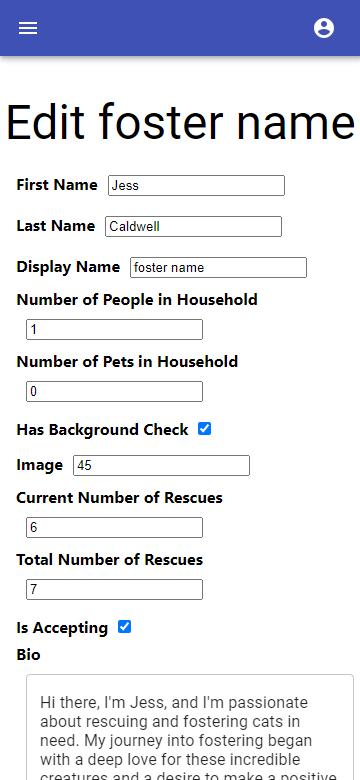 Edit foster name
First Name Jess
Last Name Caldwell
Display Name foster name
Number of People in Household
1
Number of Pets in Household
0
Has Background Check
Image 45
Current Number of Rescues
6
Total Number of Rescues
7
Is Accepting
Bio
Hi there, I'm Jess, and I'm passionate
about rescuing and fostering cats in
need. My journey into fostering began
with a deep love for these incredible
creatures and a desire to make a positive